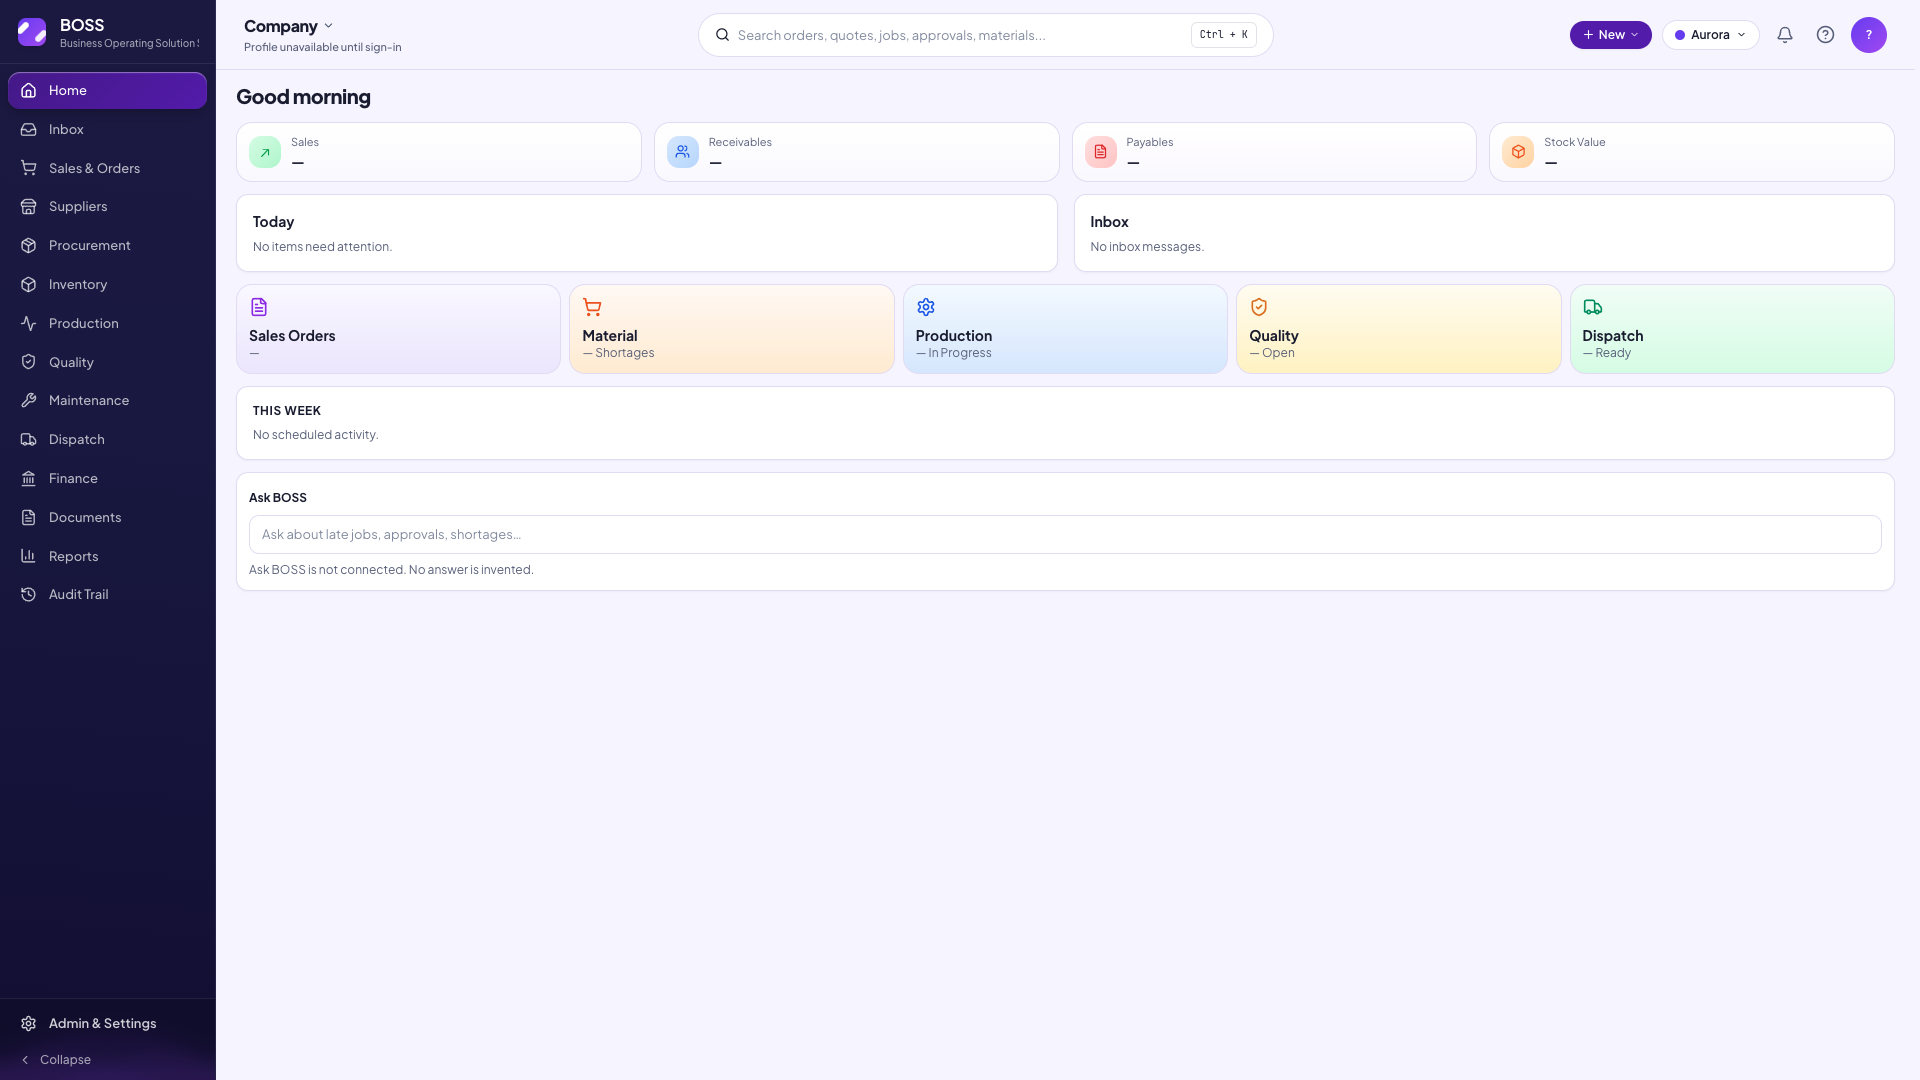 BOSS
Business Operating Solution
Home
Inbox
Sales & Orders
Suppliers
Procurement
Inventory
Production
Quality
Maintenance
Dispatch
Finance
Documents
Reports
Audit Trail
Admin & Settings
Collapse
Company
Profile unavailable until sign-in
Search orders, quotes, jobs, approvals, materials...
Ctrl + K
+ New
Aurora
?
Good morning
Sales
—
Receivables
—
Payables
—
Stock Value
—
Today
No items need attention.
Inbox
No inbox messages.
Sales Orders
—
Material
— Shortages
Production
— In Progress
Quality
— Open
Dispatch
— Ready
THIS WEEK
No scheduled activity.
Ask BOSS
Ask about late jobs, approvals, shortages…
Ask BOSS is not connected. No answer is invented.